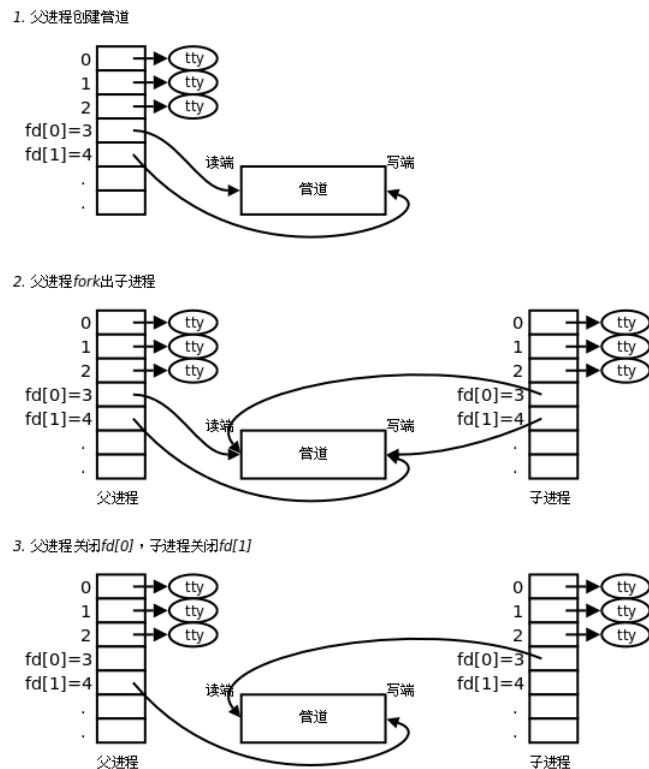 1. 父进程创建管道
0 tty
1 tty
2 tty
fd[0]=3
fd[1]=4
.
.
读端 写端
管道
2. 父进程fork出子进程
0 tty 0 tty
1 tty 1 tty
2 tty 2 tty
fd[0]=3 fd[0]=3
fd[1]=4 读端 写端 fd[1]=4
. 管道 .
. .
父进程 子进程
3. 父进程关闭fd[0]，子进程关闭fd[1]
0 tty 0 tty
1 tty 1 tty
2 tty 2 tty
fd[0]=3 fd[0]=3
fd[1]=4 读端 写端 fd[1]=4
. 管道 .
. .
父进程 子进程